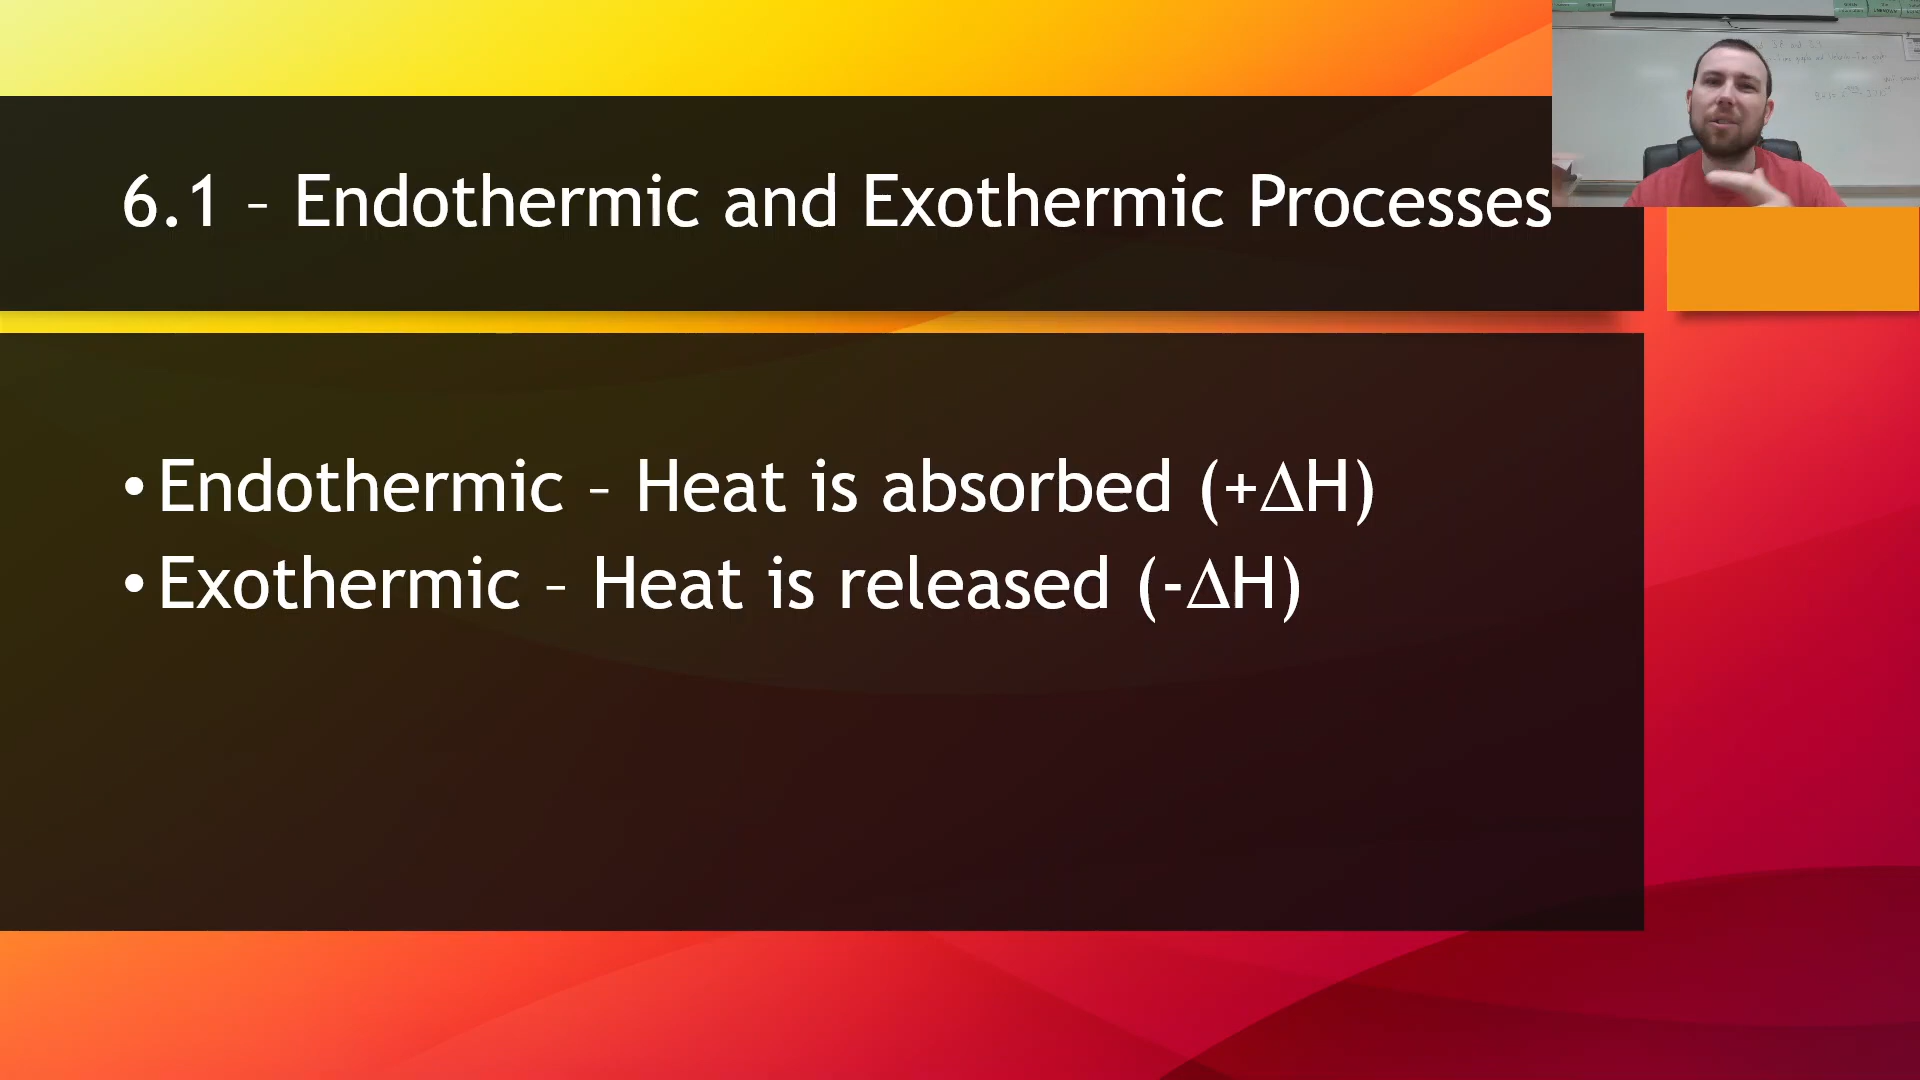 6.1 – Endothermic and Exothermic Processes
• Endothermic – Heat is absorbed (+ΔH)
• Exothermic – Heat is released (-ΔH)